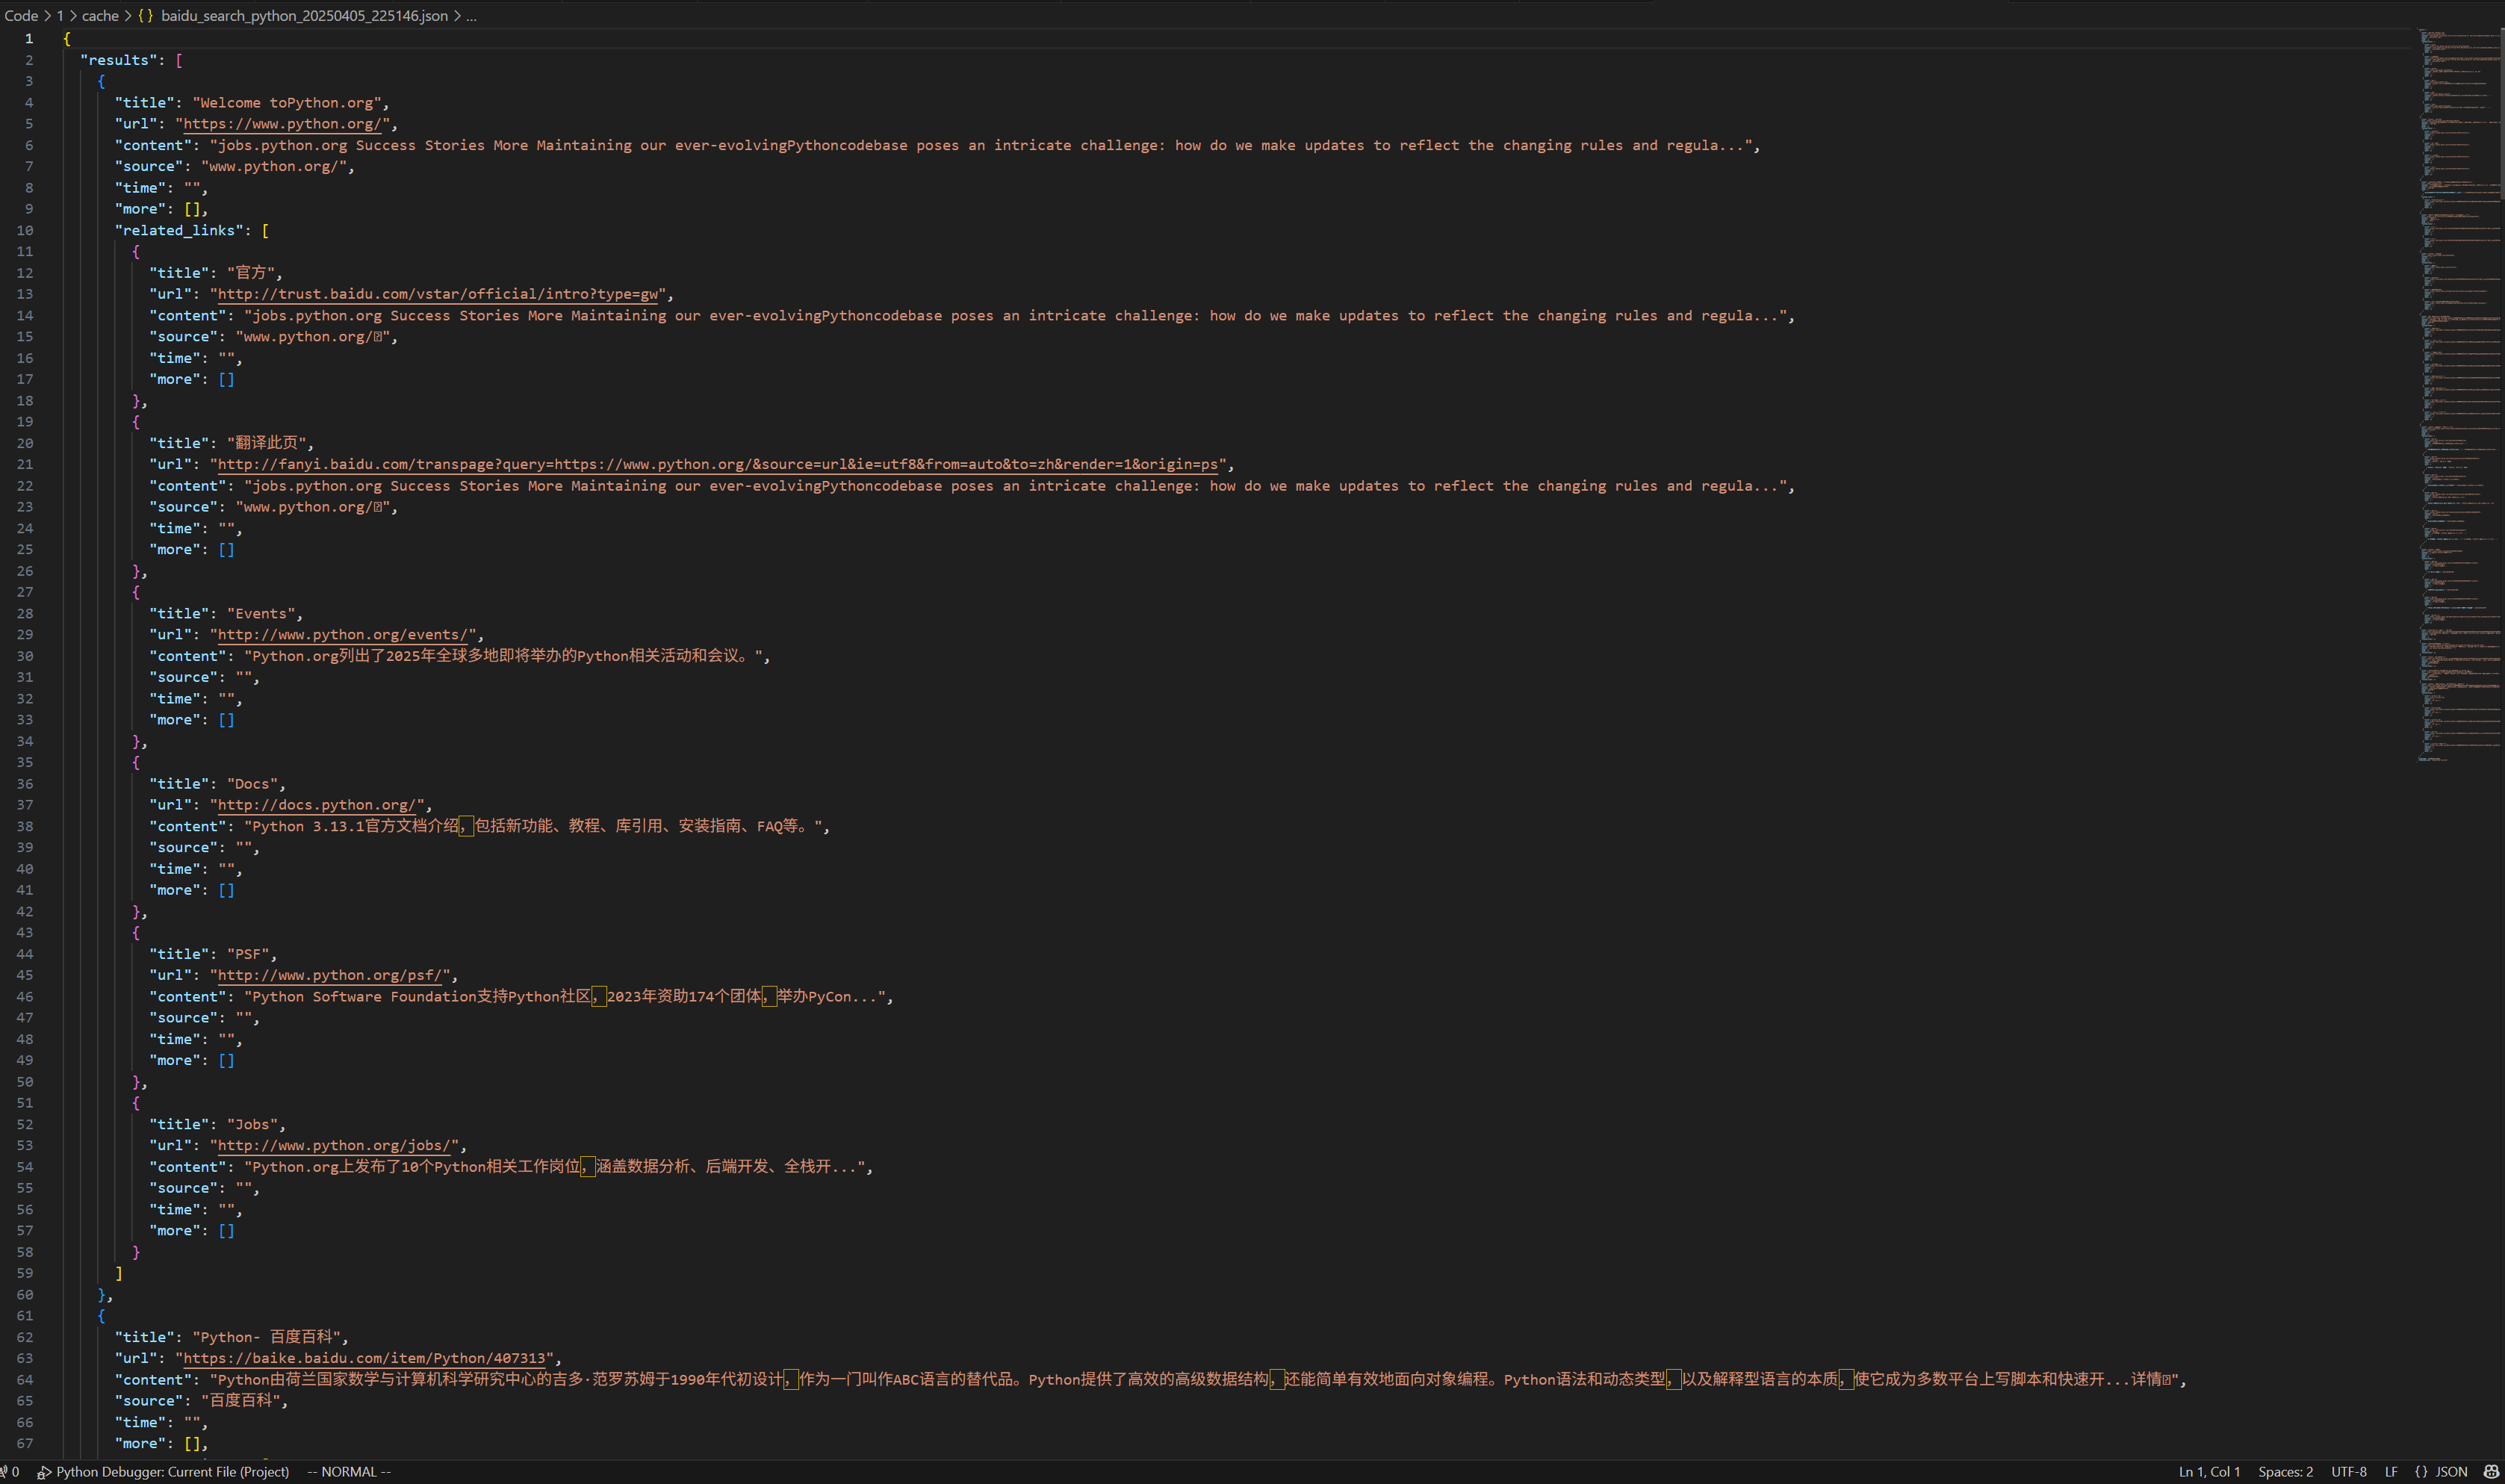 Code > 1 > cache > {} baidu_search_python_20250405_225146.json > ...
1 {
2 "results": [
3 {
4 "title": "Welcome toPython.org",
5 "url": "https://www.python.org/",
6 "content": "jobs.python.org Success Stories More Maintaining our ever-evolvingPythoncodebase poses an intricate challenge: how do we make updates to reflect the changing rules and regula...",
7 "source": "www.python.org/",
8 "time": "",
9 "more": [],
10 "related_links": [
11 {
12 "title": "官方",
13 "url": "http://trust.baidu.com/vstar/official/intro?type=gw",
14 "content": "jobs.python.org Success Stories More Maintaining our ever-evolvingPythoncodebase poses an intricate challenge: how do we make updates to reflect the changing rules and regula...",
15 "source": "www.python.org/",
16 "time": "",
17 "more": []
18 },
19 {
20 "title": "翻译此页",
21 "url": "http://fanyi.baidu.com/transpage?query=https://www.python.org/&source=url&ie=utf8&from=auto&to=zh&render=1&origin=ps",
22 "content": "jobs.python.org Success Stories More Maintaining our ever-evolvingPythoncodebase poses an intricate challenge: how do we make updates to reflect the changing rules and regula...",
23 "source": "www.python.org/",
24 "time": "",
25 "more": []
26 },
27 {
28 "title": "Events",
29 "url": "http://www.python.org/events/",
30 "content": "Python.org列出了2025年全球多地即将举办的Python相关活动和会议。",
31 "source": "",
32 "time": "",
33 "more": []
34 },
35 {
36 "title": "Docs",
37 "url": "http://docs.python.org/",
38 "content": "Python 3.13.1官方文档介绍，包括新功能、教程、库引用、安装指南、FAQ等。",
39 "source": "",
40 "time": "",
41 "more": []
42 },
43 {
44 "title": "PSF",
45 "url": "http://www.python.org/psf/",
46 "content": "Python Software Foundation支持Python社区，2023年资助174个团体，举办PyCon...",
47 "source": "",
48 "time": "",
49 "more": []
50 },
51 {
52 "title": "Jobs",
53 "url": "http://www.python.org/jobs/",
54 "content": "Python.org上发布了10个Python相关工作岗位，涵盖数据分析、后端开发、全栈开...",
55 "source": "",
56 "time": "",
57 "more": []
58 }
59 ]
60 },
61 {
62 "title": "Python- 百度百科",
63 "url": "https://baike.baidu.com/item/Python/407313",
64 "content": "Python由荷兰国家数学与计算机科学研究中心的吉多·范罗苏姆于1990年代初设计，作为一门叫作ABC语言的替代品。Python提供了高效的高级数据结构，还能简单有效地面向对象编程。Python语法和动态类型，以及解释型语言的本质，使它成为多数平台上写脚本和快速开...详情",
65 "source": "百度百科",
66 "time": "",
67 "more": [],
0 Python Debugger: Current File (Project) -- NORMAL -- Ln 1, Col 1 Spaces: 2 UTF-8 LF {} JSON